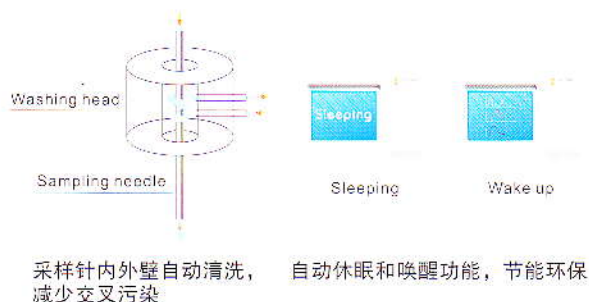 Washing head
Sampling needle
Sleeping
Sleeping
Wake up
采样针内外壁自动清洗，
减少交叉污染
自动休眠和唤醒功能，节能环保